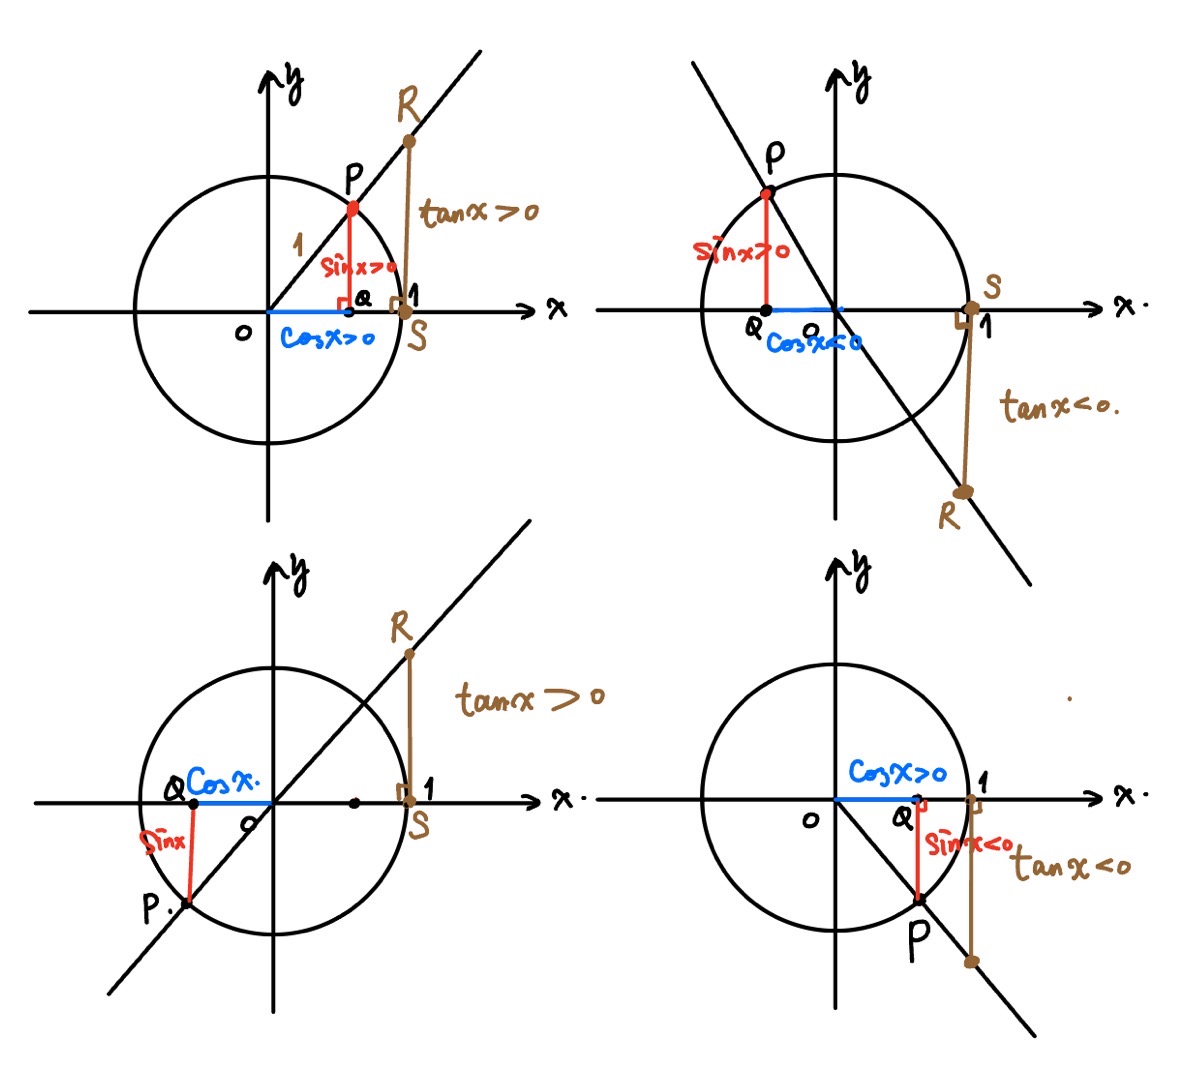 y
R
P
tanx>0
1
sinx>0
Q
1
x
O
cosx>0
S
y
P
sinx>0
S
x.
Q
O
1
cosx<0
tanx<0.
R
y
R
tanx>0
Q
cosx.
1
x.
O
S
sinx
P.
y
cosx>0
1
x.
O
Q
sinx<0
tanx<0
P